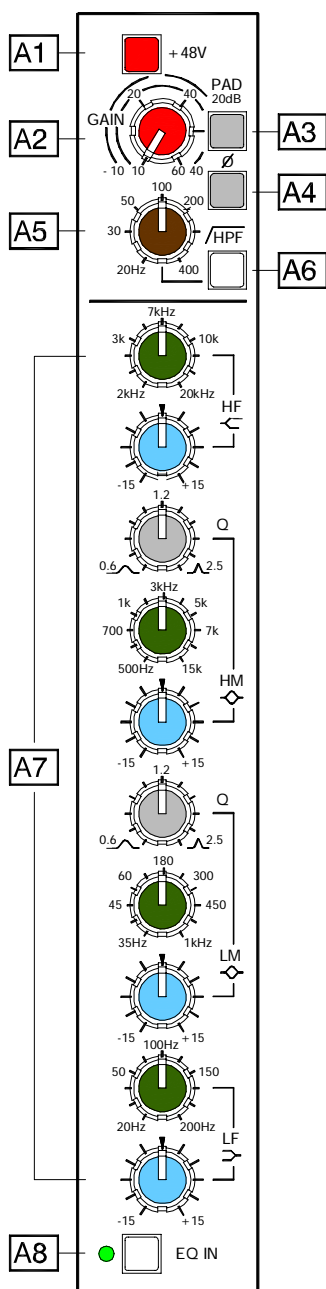 A1
+48V
PAD
20dB
20
40
GAIN
A2
A3
-10
10
60
40
Ø
A4
100
50
200
A5
30
/HPF
20Hz
400
A6
7kHz
3k
10k
2kHz
20kHz
HF
-15
+15
1.2
Q
0.6
2.5
3kHz
1k
5k
700
7k
500Hz
15k
HM
-15
+15
A7
1.2
Q
0.6
2.5
180
60
300
45
450
35Hz
1kHz
LM
-15
+15
100Hz
50
150
20Hz
200Hz
LF
-15
+15
A8
EQ IN